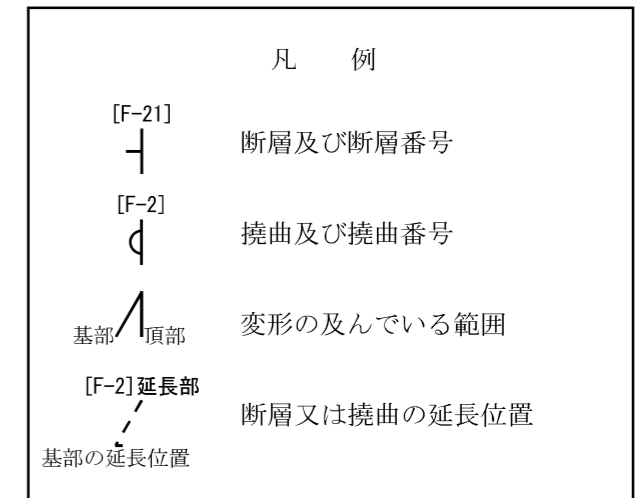 凡 例
[F-21]
断層及び断層番号
[F-2]
撓曲及び撓曲番号
基部 頂部
変形の及んでいる範囲
[F-2]延長部
断層又は撓曲の延長位置
基部の延長位置